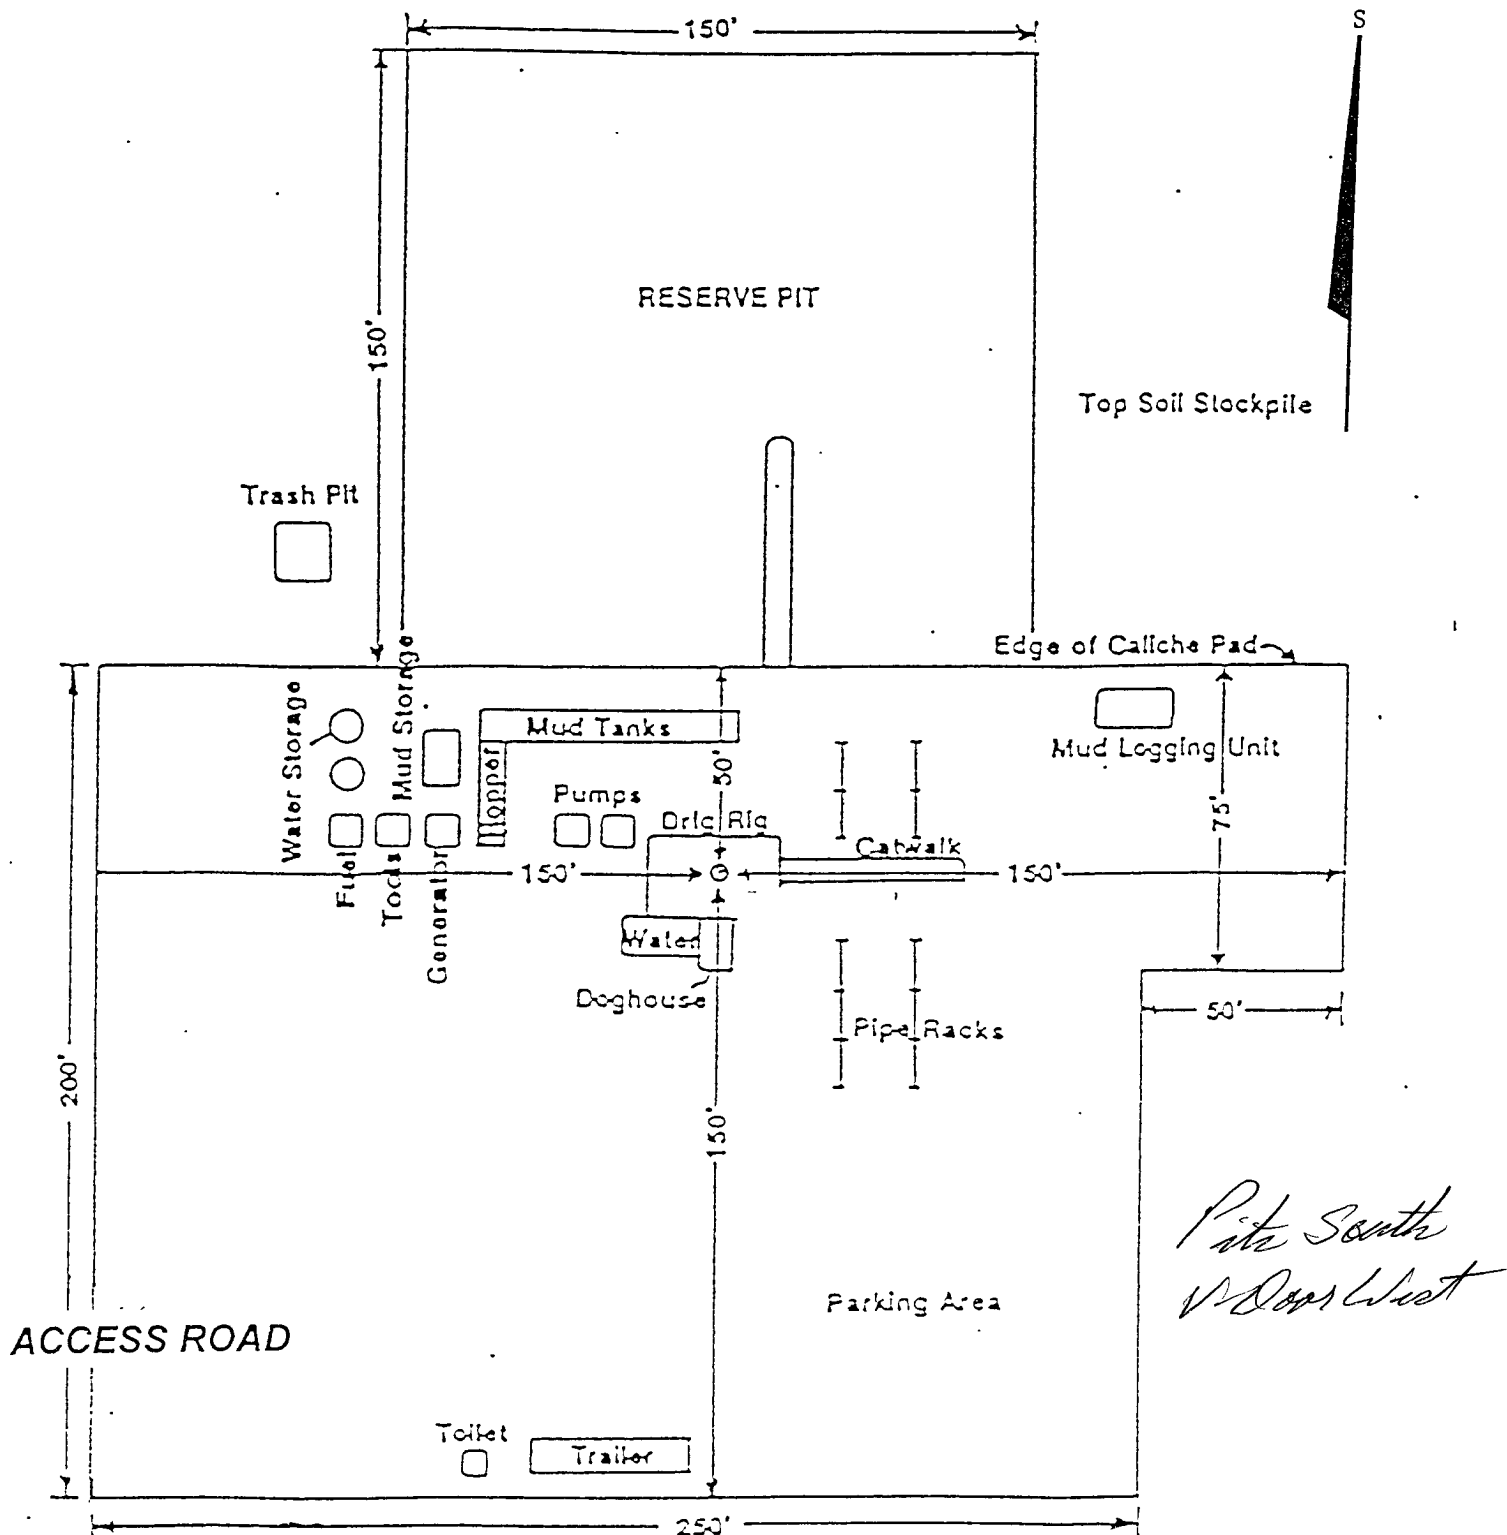 150'
S
150'
RESERVE PIT
Top Soil Stockpile
Trash Pit
Edge of Caliche Pad
Water Storage
Mud Storage
Mud Tanks
Hopper
Pumps
50'
Mud Logging Unit
75'
Drlg Rig
Catwalk
Fuel
Tools
Generator
150'
150'
Water
Doghouse
Pipe Racks
50'
200'
150'
Pits South
V-Door West
Parking Area
ACCESS ROAD
Toilet
Trailer
250'